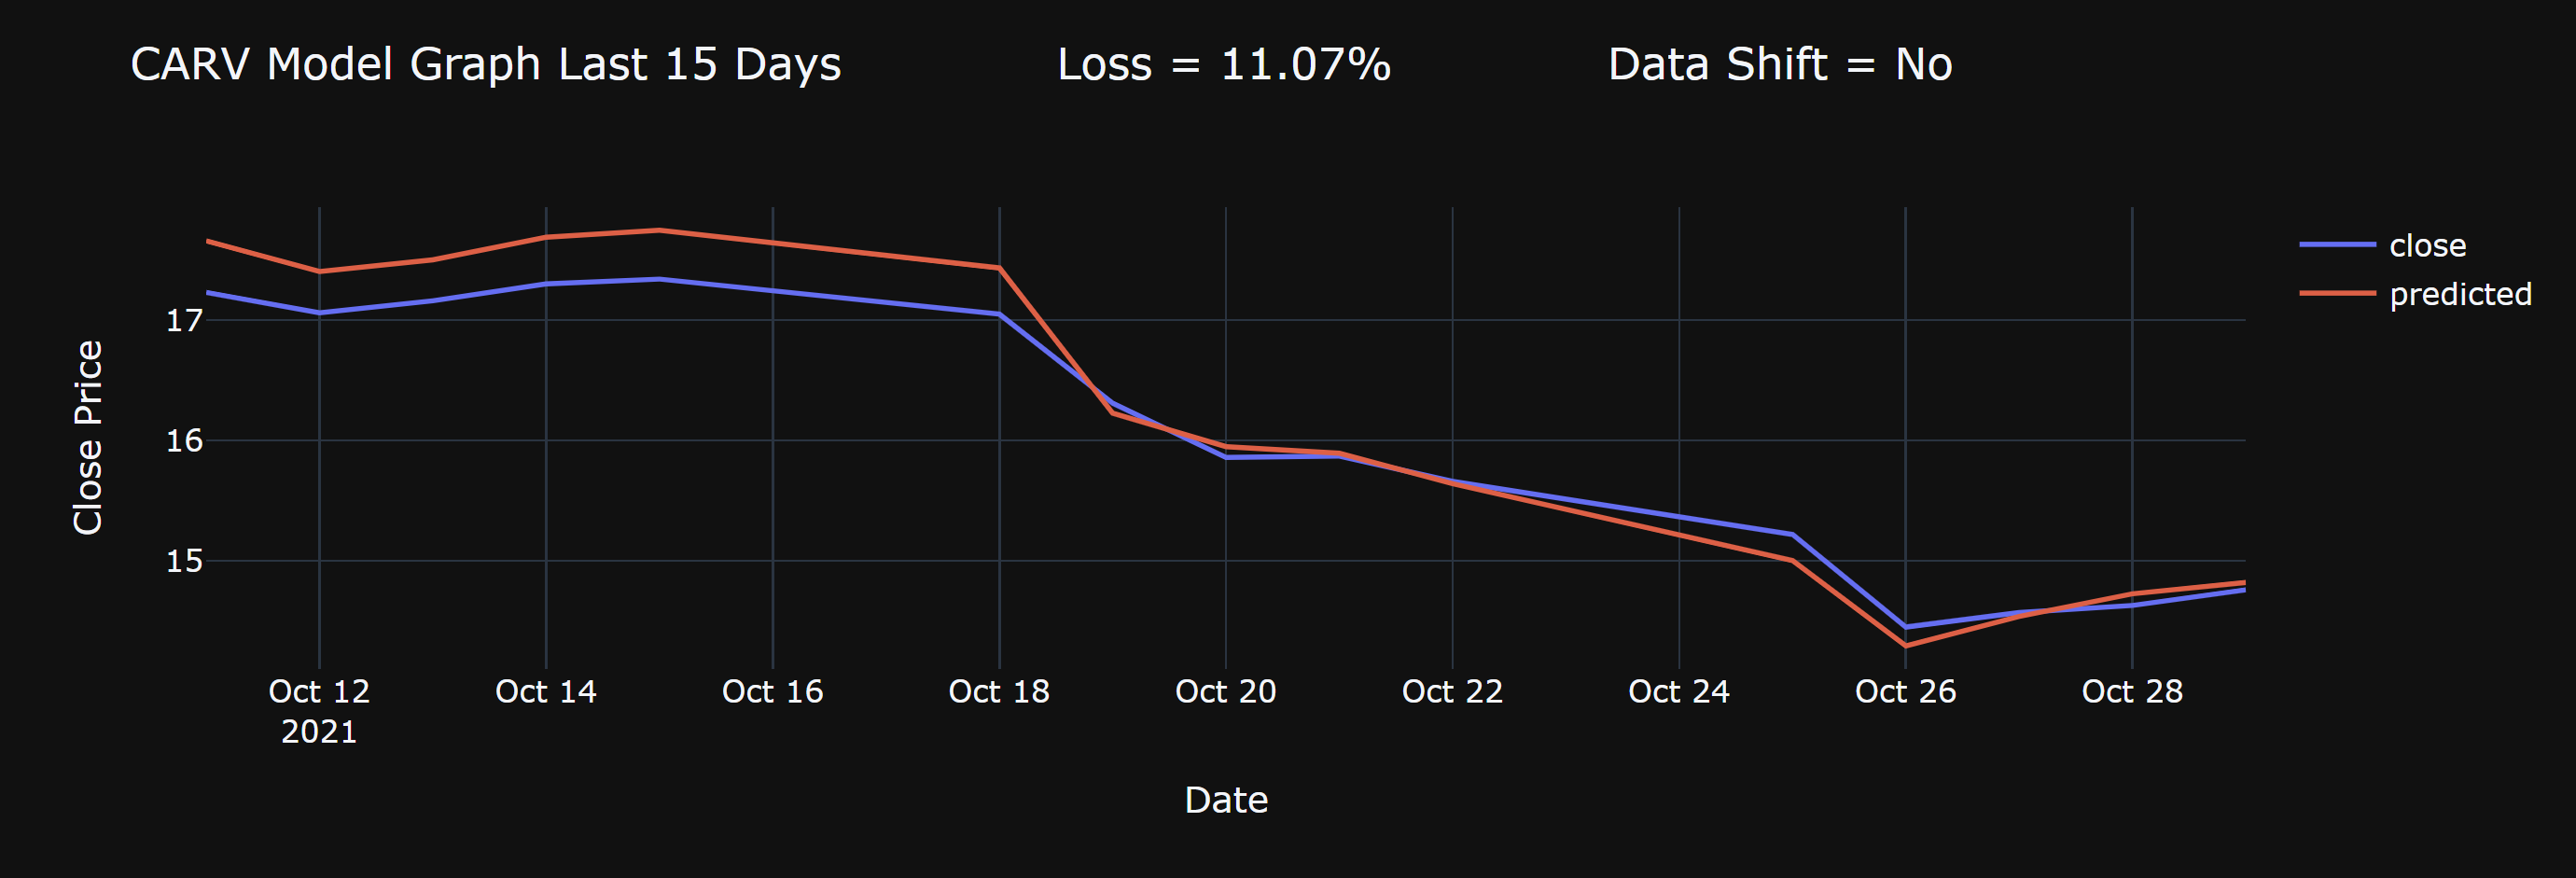 CARV Model Graph Last 15 Days Loss = 11.07% Data Shift = No
close
predicted
17
16
15
Close Price
Oct 12 Oct 14 Oct 16 Oct 18 Oct 20 Oct 22 Oct 24 Oct 26 Oct 28
2021
Date